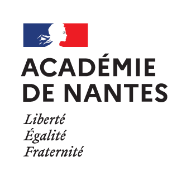 ACADÉMIE
DE NANTES
Liberté
Égalité
Fraternité